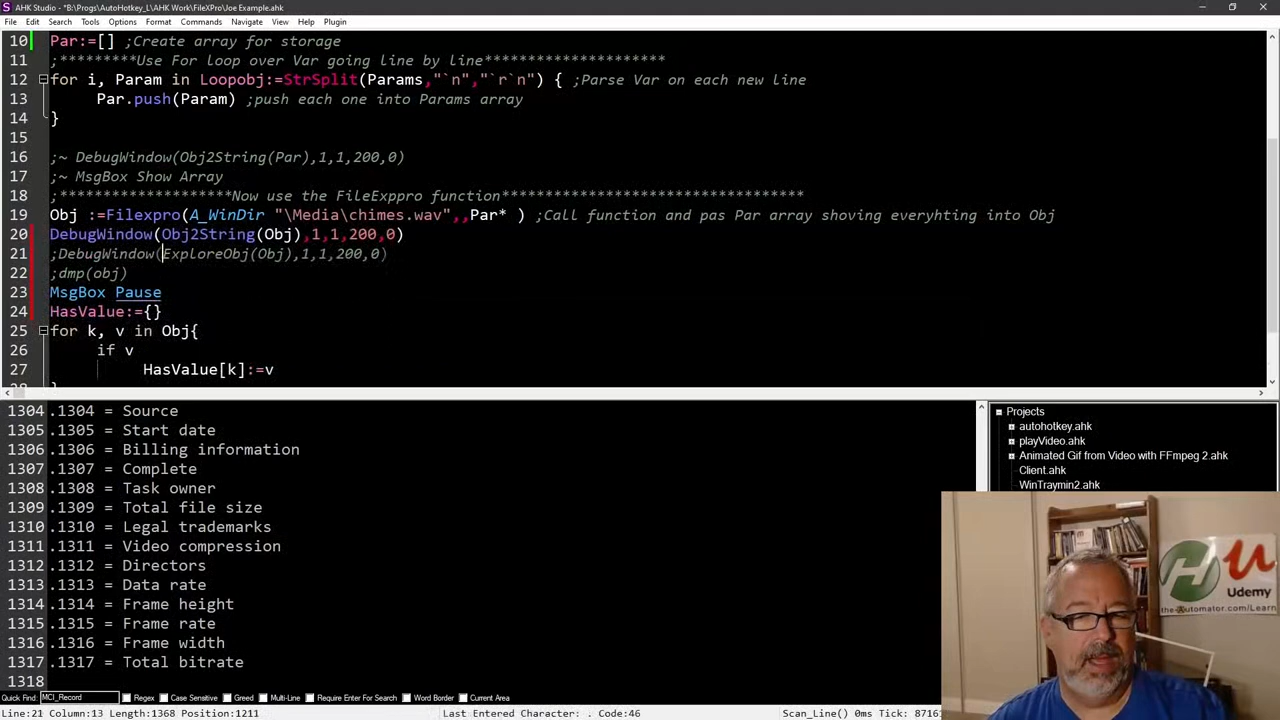 AHK Studio - *B:\Progs\AutoHotkey_L\AHK Work\FileXPro\Joe Example.ahk
File Edit Search Tools Options Format Commands Navigate View Help Plugin
10 Par:=[] ;Create array for storage
11 ;*********Use For loop over Var going line by line*********************
12 for i, Param in Loopobj:=StrSplit(Params,"`n","`r`n") { ;Parse Var on each new line
13 Par.push(Param) ;push each one into Params array
14 }
15
16 ;~ DebugWindow(Obj2String(Par),1,1,200,0)
17 ;~ MsgBox Show Array
18 ;********************Now use the FileExppro function**********************************
19 Obj :=Filexpro(A_WinDir "\Media\chimes.wav",,Par* ) ;Call function and pas Par array shoving everyhting into Obj
20 DebugWindow(Obj2String(Obj),1,1,200,0)
21 ;DebugWindow(ExploreObj(Obj),1,1,200,0)
22 ;dmp(obj)
23 MsgBox Pause
24 HasValue:={}
25 for k, v in Obj{
26 if v
27 HasValue[k]:=v
28 }
1304 .1304 = Source
1305 .1305 = Start date
1306 .1306 = Billing information
1307 .1307 = Complete
1308 .1308 = Task owner
1309 .1309 = Total file size
1310 .1310 = Legal trademarks
1311 .1311 = Video compression
1312 .1312 = Directors
1313 .1313 = Data rate
1314 .1314 = Frame height
1315 .1315 = Frame rate
1316 .1316 = Frame width
1317 .1317 = Total bitrate
1318
Projects
autohotkey.ahk
playVideo.ahk
Animated Gif from Video with FFmpeg 2.ahk
Client.ahk
WinTraymin2.ahk
H u
Udemy
the-Automator.com/Learn
Quick Find: MCI_Record Regex Case Sensitive Greed Multi-Line Require Enter For Search Word Border Current Area
Line:21 Column:13 Length:1368 Position:1211 Last Entered Character: . Code:46 Scan_Line() 0ms Tick: 8716